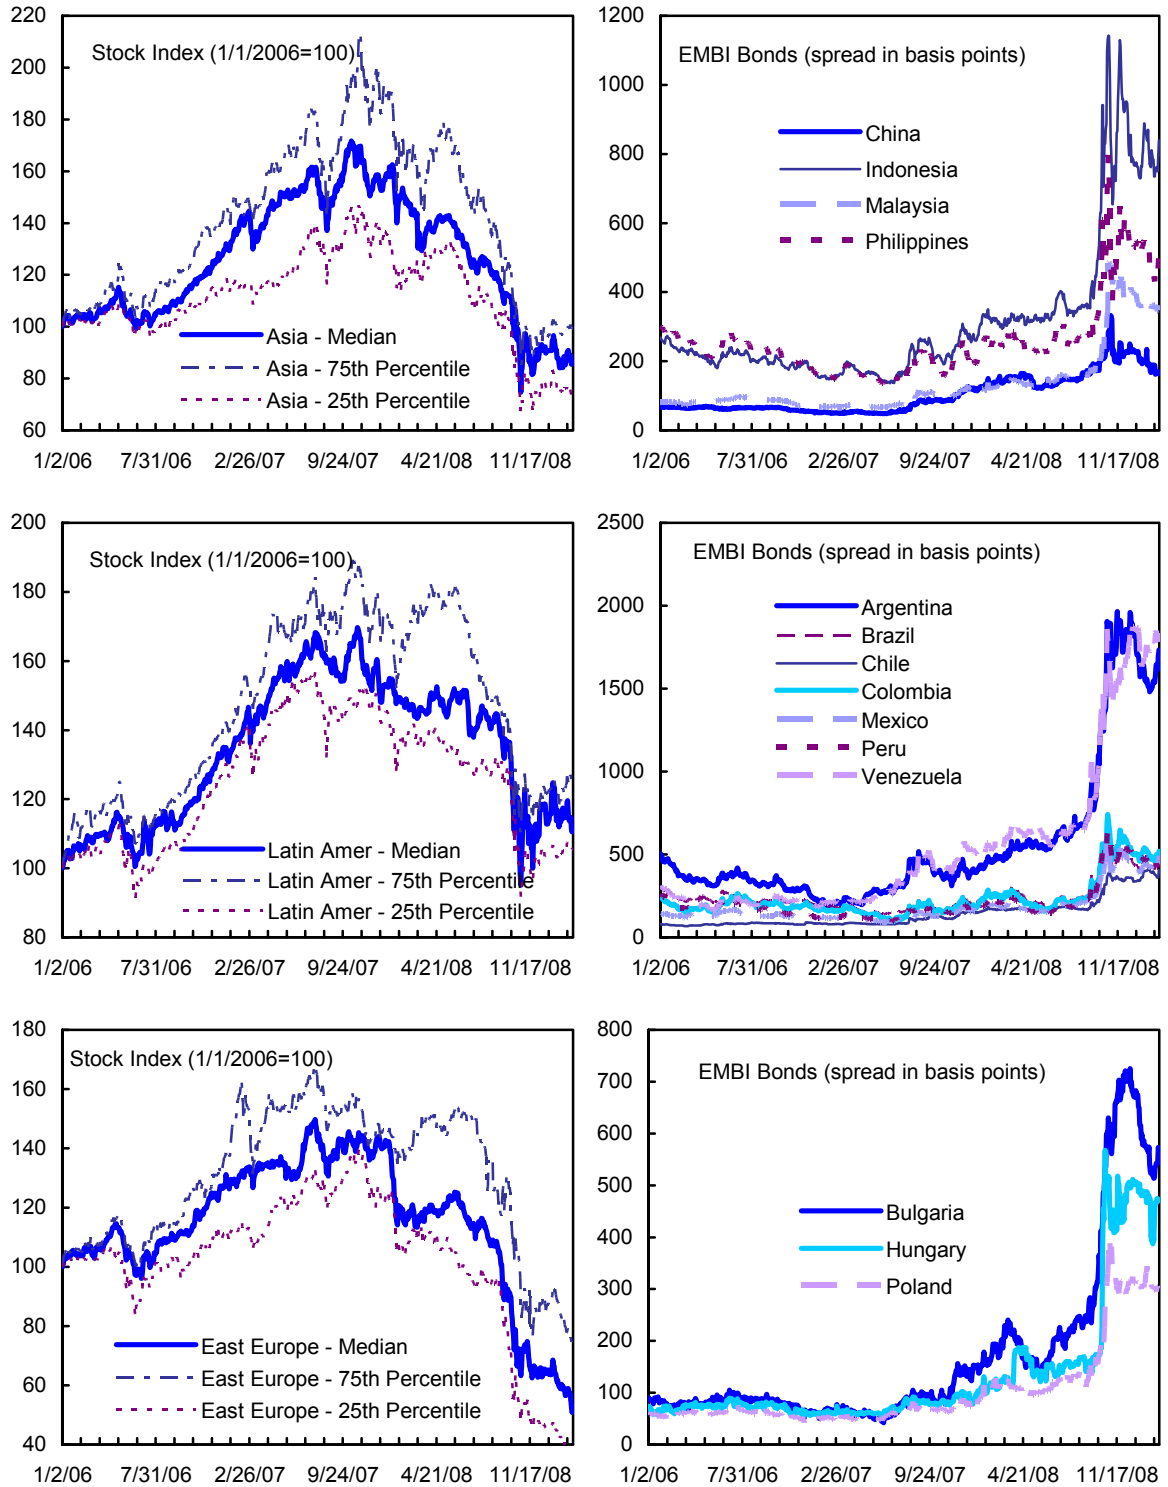 Stock Index (1/1/2006=100)
220
200
180
160
140
120
100
80
60
Asia - Median
Asia - 75th Percentile
Asia - 25th Percentile
1/2/06 7/31/06 2/26/07 9/24/07 4/21/08 11/17/08
EMBI Bonds (spread in basis points)
1200
1000
800
600
400
200
0
China
Indonesia
Malaysia
Philippines
1/2/06 7/31/06 2/26/07 9/24/07 4/21/08 11/17/08
Stock Index (1/1/2006=100)
200
180
160
140
120
100
80
Latin Amer - Median
Latin Amer - 75th Percentile
Latin Amer - 25th Percentile
1/2/06 7/31/06 2/26/07 9/24/07 4/21/08 11/17/08
EMBI Bonds (spread in basis points)
2500
2000
1500
1000
500
0
Argentina
Brazil
Chile
Colombia
Mexico
Peru
Venezuela
1/2/06 7/31/06 2/26/07 9/24/07 4/21/08 11/17/08
Stock Index (1/1/2006=100)
180
160
140
120
100
80
60
40
East Europe - Median
East Europe - 75th Percentile
East Europe - 25th Percentile
1/2/06 7/31/06 2/26/07 9/24/07 4/21/08 11/17/08
EMBI Bonds (spread in basis points)
800
700
600
500
400
300
200
100
0
Bulgaria
Hungary
Poland
1/2/06 7/31/06 2/26/07 9/24/07 4/21/08 11/17/08